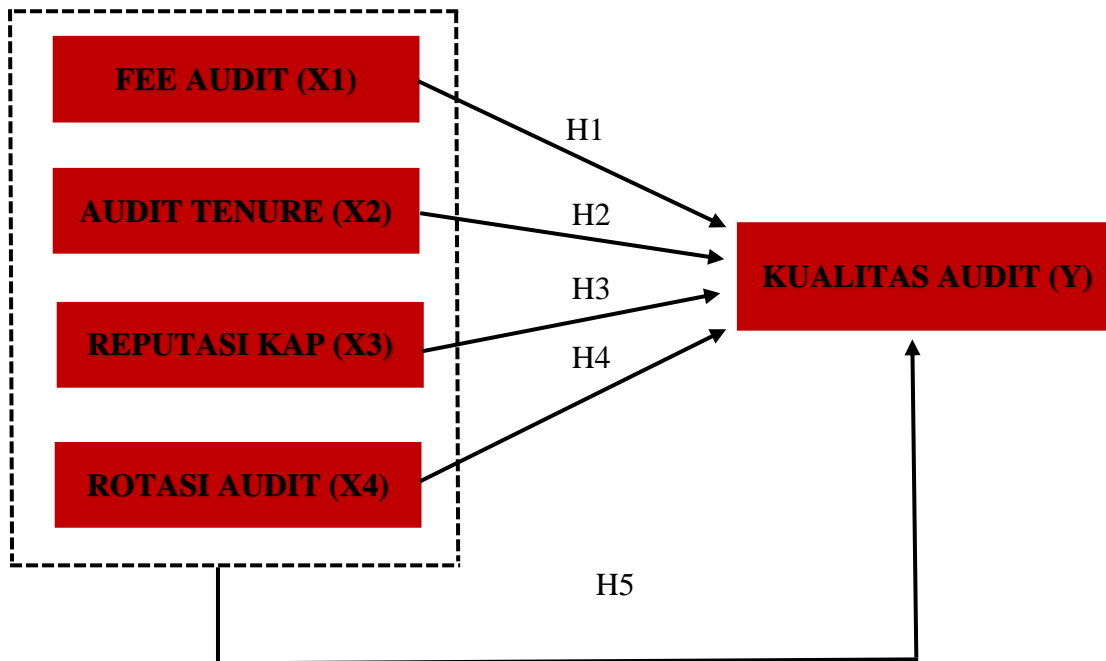 FEE AUDIT (X1)
H1
AUDIT TENURE (X2)
H2
KUALITAS AUDIT (Y)
H3
REPUTASI KAP (X3)
H4
ROTASI AUDIT (X4)
H5